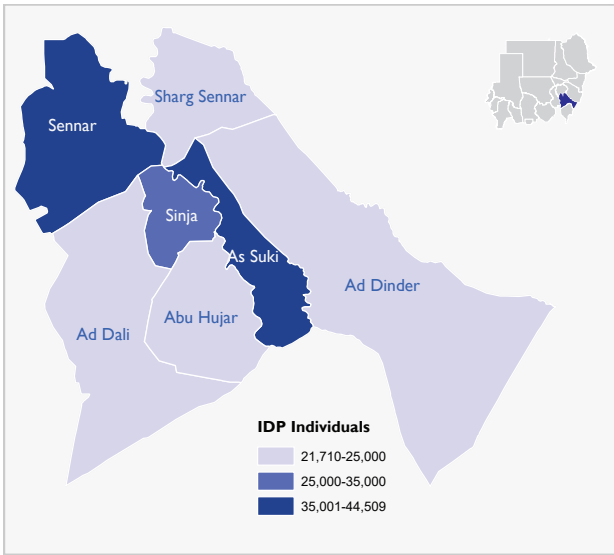 Sharg Sennar
Sennar
Sinja
As Suki
Ad Dinder
Abu Hujar
Ad Dali
IDP Individuals
21,710-25,000
25,000-35,000
35,001-44,509